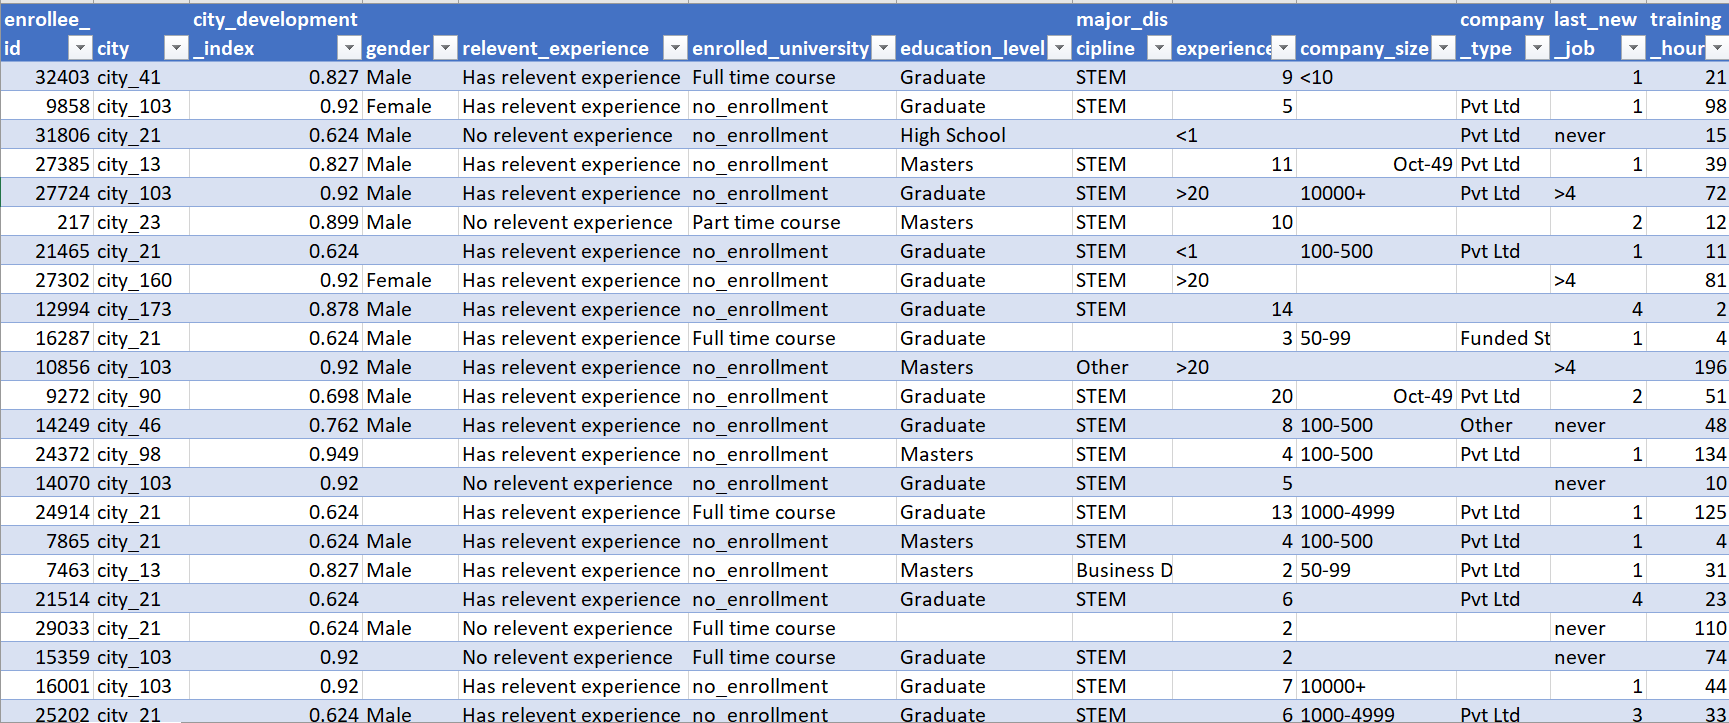 enrollee_id city city_development_index gender relevent_experience enrolled_university education_level major_discipline experience company_size company_type last_new_job training_hour
32403 city_41 0.827 Male Has relevent experience Full time course Graduate STEM 9 <10 1 21
9858 city_103 0.92 Female Has relevent experience no_enrollment Graduate STEM 5 Pvt Ltd 1 98
31806 city_21 0.624 Male No relevent experience no_enrollment High School <1 Pvt Ltd never 15
27385 city_13 0.827 Male Has relevent experience no_enrollment Masters STEM 11 Oct-49 Pvt Ltd 1 39
27724 city_103 0.92 Male Has relevent experience no_enrollment Graduate STEM >20 10000+ Pvt Ltd >4 72
217 city_23 0.899 Male No relevent experience Part time course Masters STEM 10 2 12
21465 city_21 0.624 Has relevent experience no_enrollment Graduate STEM <1 100-500 Pvt Ltd 1 11
27302 city_160 0.92 Female Has relevent experience no_enrollment Graduate STEM >20 >4 81
12994 city_173 0.878 Male Has relevent experience no_enrollment Graduate STEM 14 4 2
16287 city_21 0.624 Male Has relevent experience Full time course Graduate 3 50-99 Funded St 1 4
10856 city_103 0.92 Male Has relevent experience no_enrollment Masters Other >20 >4 196
9272 city_90 0.698 Male Has relevent experience no_enrollment Graduate STEM 20 Oct-49 Pvt Ltd 2 51
14249 city_46 0.762 Male Has relevent experience no_enrollment Graduate STEM 8 100-500 Other never 48
24372 city_98 0.949 Has relevent experience no_enrollment Masters STEM 4 100-500 Pvt Ltd 1 134
14070 city_103 0.92 No relevent experience no_enrollment Graduate STEM 5 never 10
24914 city_21 0.624 Has relevent experience Full time course Graduate STEM 13 1000-4999 Pvt Ltd 1 125
7865 city_21 0.624 Male Has relevent experience no_enrollment Masters STEM 4 100-500 Pvt Ltd 1 4
7463 city_13 0.827 Male Has relevent experience no_enrollment Masters Business D 2 50-99 Pvt Ltd 1 31
21514 city_21 0.624 Has relevent experience no_enrollment Graduate STEM 6 Pvt Ltd 4 23
29033 city_21 0.624 Male No relevent experience Full time course 2 never 110
15359 city_103 0.92 No relevent experience Full time course Graduate STEM 2 never 74
16001 city_103 0.92 Has relevent experience no_enrollment Graduate STEM 7 10000+ 1 44
25202 city_21 0.624 Male Has relevent experience no_enrollment Graduate STEM 6 1000-4999 Pvt Ltd 3 33